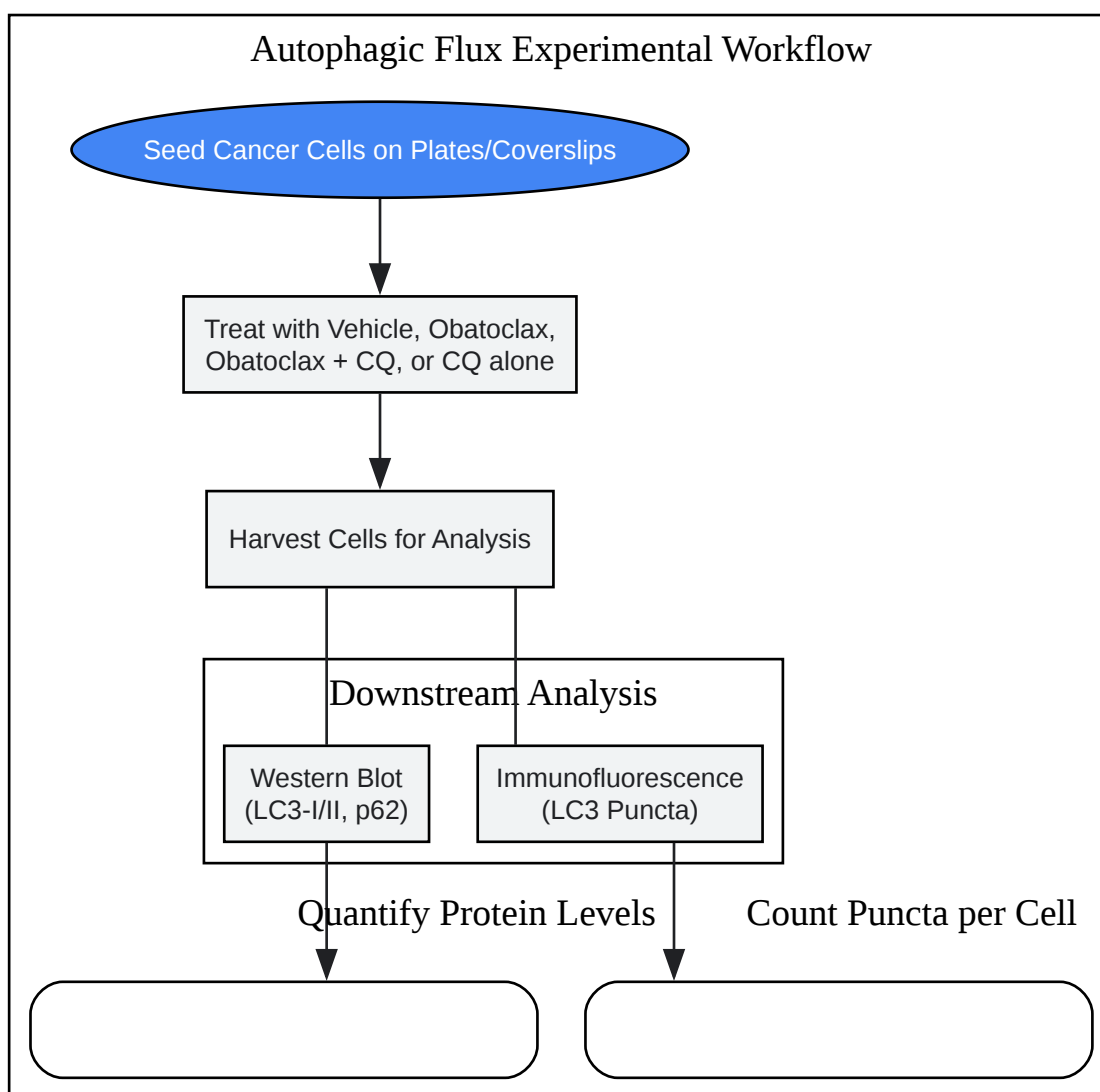 Autophagic Flux Experimental Workflow
Seed Cancer Cells on Plates/Coverslips
Treat with Vehicle, Obatoclax,
Obatoclax + CQ, or CQ alone
Harvest Cells for Analysis
Downstream Analysis
Western Blot
(LC3-I/II, p62)
Immunofluorescence
(LC3 Puncta)
Quantify Protein Levels
Count Puncta per Cell